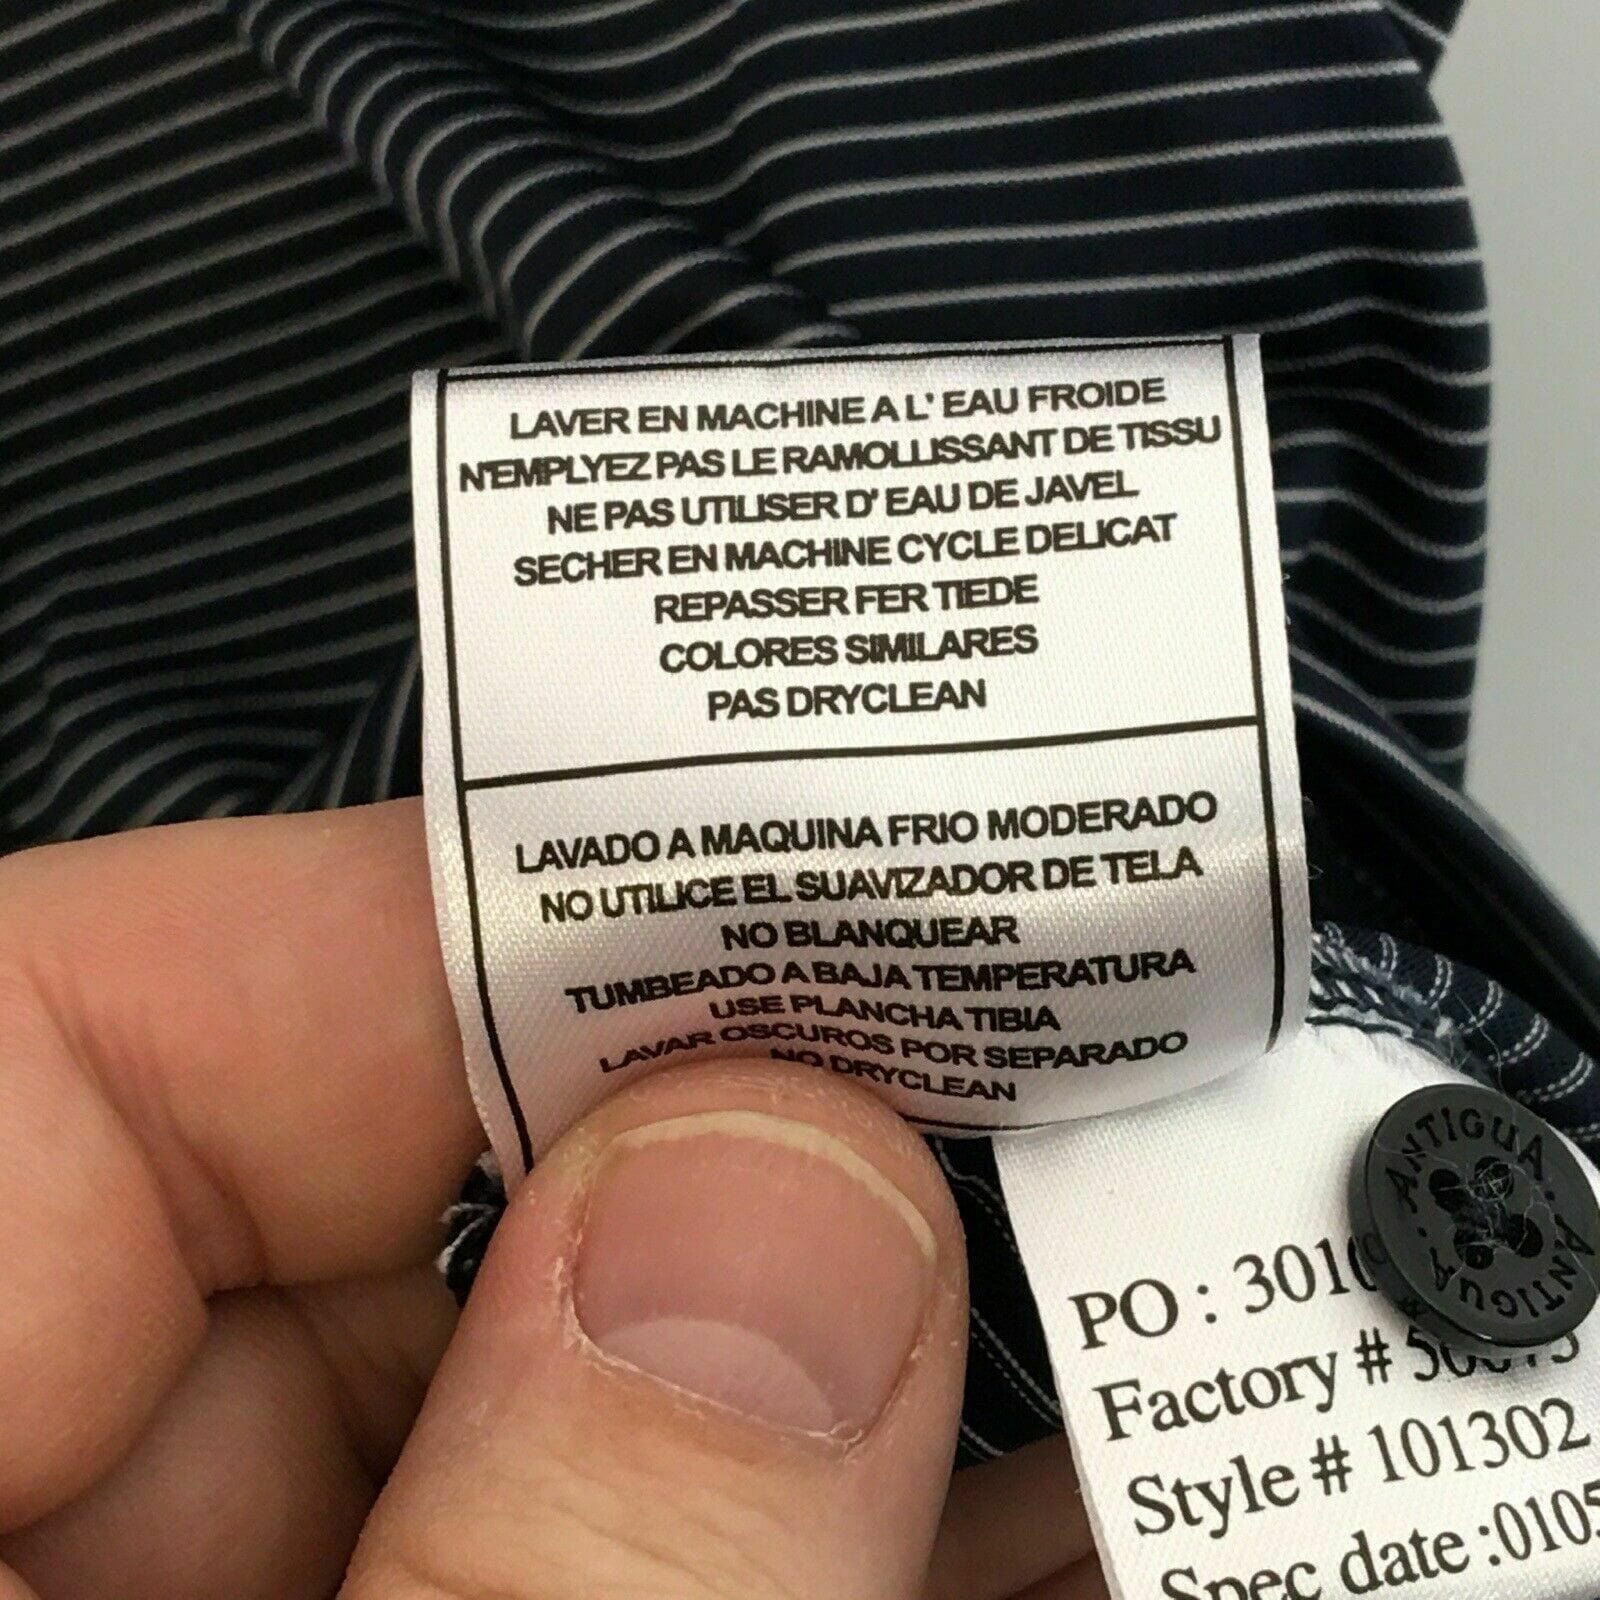 LAVER EN MACHINE A L' EAU FROIDE
N'EMPLYEZ PAS LE RAMOLLISSANT DE TISSU
NE PAS UTILISER D' EAU DE JAVEL
SECHER EN MACHINE CYCLE DELICAT
REPASSER FER TIEDE
COLORES SIMILARES
PAS DRYCLEAN
LAVADO A MAQUINA FRIO MODERADO
NO UTILICE EL SUAVIZADOR DE TELA
NO BLANQUEAR
TUMBEADO A BAJA TEMPERATURA
USE PLANCHA TIBIA
LAVAR OSCUROS POR SEPARADO
NO DRYCLEAN
ANTIGUA · ANTIGUA ·
PO :
Factory #
Style # 101302
Spec date :